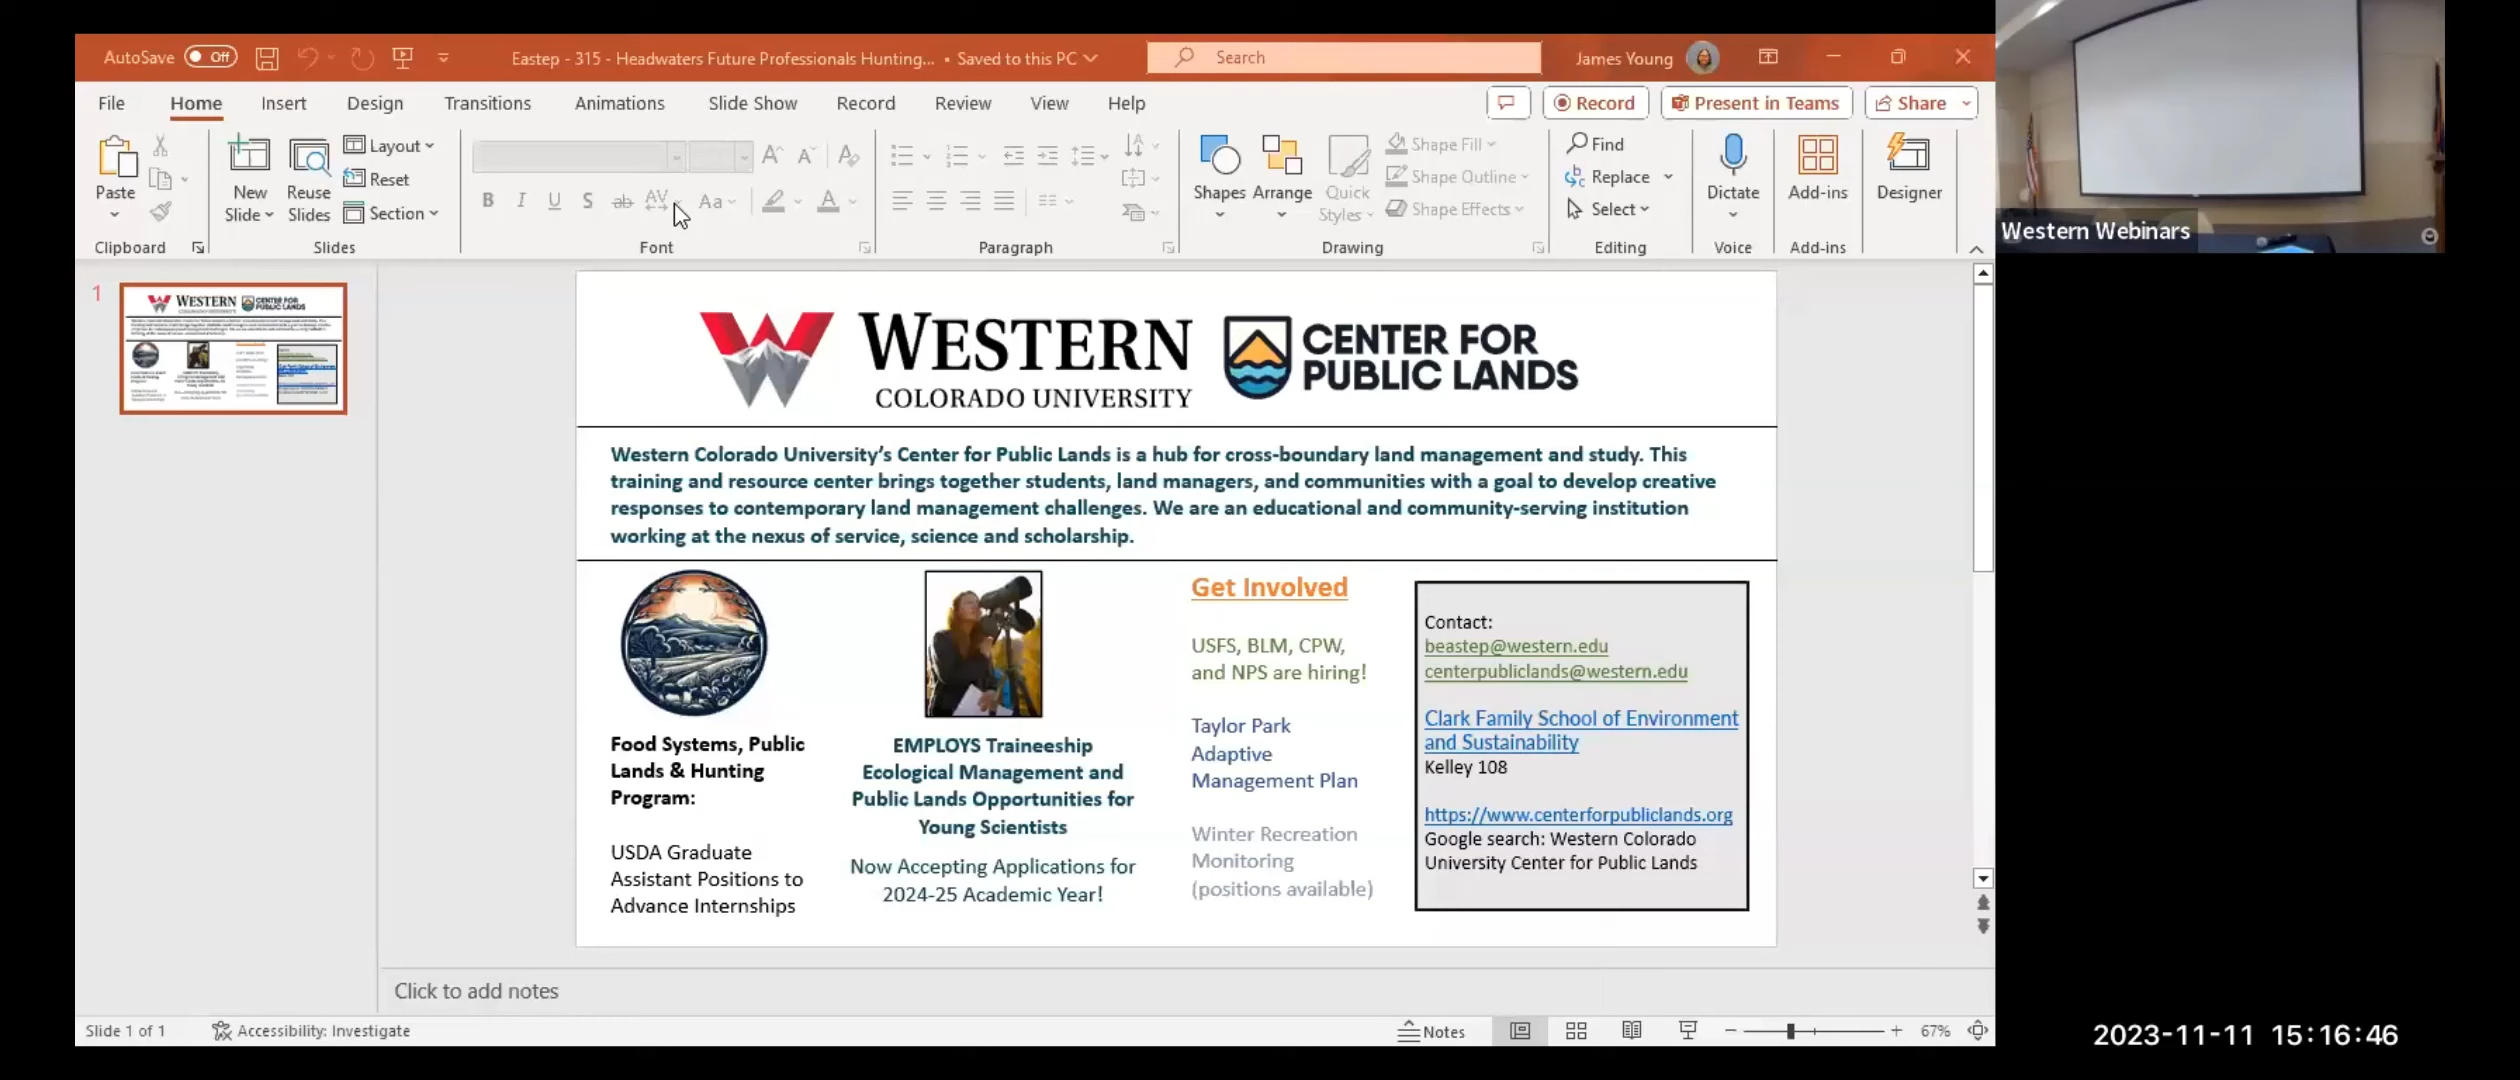 AutoSave Off
Eastep - 315 - Headwaters Future Professionals Hunting... • Saved to this PC
Search
James Young
File Home Insert Design Transitions Animations Slide Show Record Review View Help
Record
Present in Teams
Share
Paste
New Slide
Reuse Slides
Layout
Reset
Section
B I U S ab AV Aa A
Shapes
Arrange
Quick Styles
Shape Fill
Shape Outline
Shape Effects
Find
Replace
Select
Dictate
Add-ins
Designer
Clipboard
Slides
Font
Paragraph
Drawing
Editing
Voice
Add-ins
Western Webinars
1
WESTERN
COLORADO UNIVERSITY
CENTER FOR
PUBLIC LANDS
Western Colorado University's Center for Public Lands is a hub for cross-boundary land management and study. This
training and resource center brings together students, land managers, and communities with a goal to develop creative
responses to contemporary land management challenges. We are an educational and community-serving institution
working at the nexus of service, science and scholarship.
Food Systems, Public
Lands & Hunting
Program:
USDA Graduate
Assistant Positions to
Advance Internships
EMPLOYS Traineeship
Ecological Management and
Public Lands Opportunities for
Young Scientists
Now Accepting Applications for
2024-25 Academic Year!
Get Involved
USFS, BLM, CPW,
and NPS are hiring!
Taylor Park
Adaptive
Management Plan
Winter Recreation
Monitoring
(positions available)
Contact:
beastep@western.edu
centerpubliclands@western.edu
Clark Family School of Environment
and Sustainability
Kelley 108
https://www.centerforpubliclands.org
Google search: Western Colorado
University Center for Public Lands
Click to add notes
Slide 1 of 1
Accessibility: Investigate
Notes
67%
2023-11-11 15:16:46